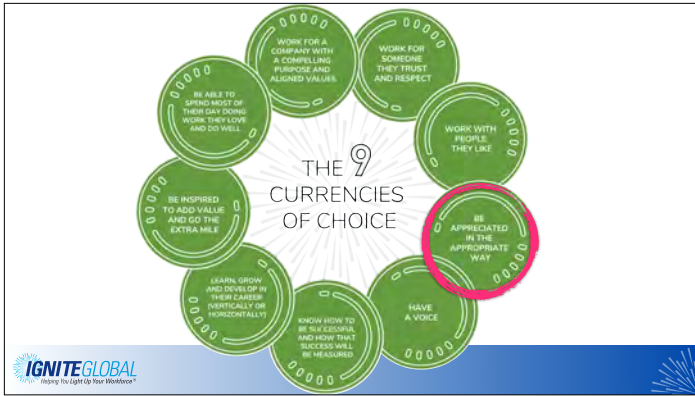 WORK FOR A
COMPANY WITH
A COMPELLING
PURPOSE AND
ALIGNED VALUES
WORK FOR
SOMEONE
THEY TRUST
AND RESPECT
WORK WITH
PEOPLE
THEY LIKE
BE
APPRECIATED
IN THE
APPROPRIATE
WAY
HAVE
A VOICE
KNOW HOW TO
BE SUCCESSFUL
AND HOW THAT
SUCCESS WILL
BE MEASURED
LEARN, GROW
AND DEVELOP IN
THEIR CAREER
(VERTICALLY OR
HORIZONTALLY)
BE INSPIRED
TO ADD VALUE
AND GO THE
EXTRA MILE
BE ABLE TO
SPEND MOST OF
THEIR DAY DOING
WORK THEY LOVE
AND DO WELL
THE 9
CURRENCIES
OF CHOICE
IGNITEGLOBAL
Helping You Light Up Your Workforce®